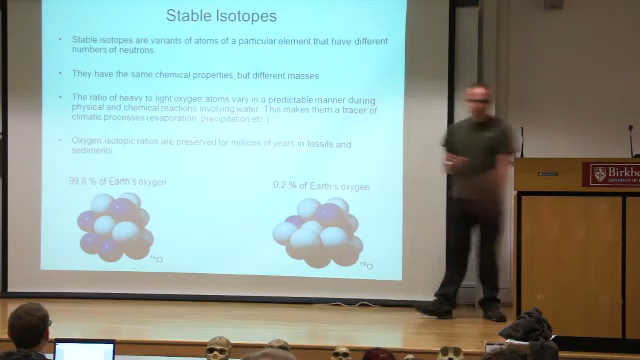 Stable Isotopes
• Stable isotopes are variants of atoms of a particular element that have different
numbers of neutrons.
• They have the same chemical properties, but different masses.
• The ratio of heavy to light oxygen atoms vary in a predictable manner during
physical and chemical reactions involving water. This makes them a tracer of
climatic processes (evaporation, precipitation etc.)
• Oxygen isotopic ratios are preserved for millions of years in fossils and
sediments
99.8 % of Earth's oxygen
0.2 % of Earth's oxygen
¹⁶O
¹⁸O
Birkbe